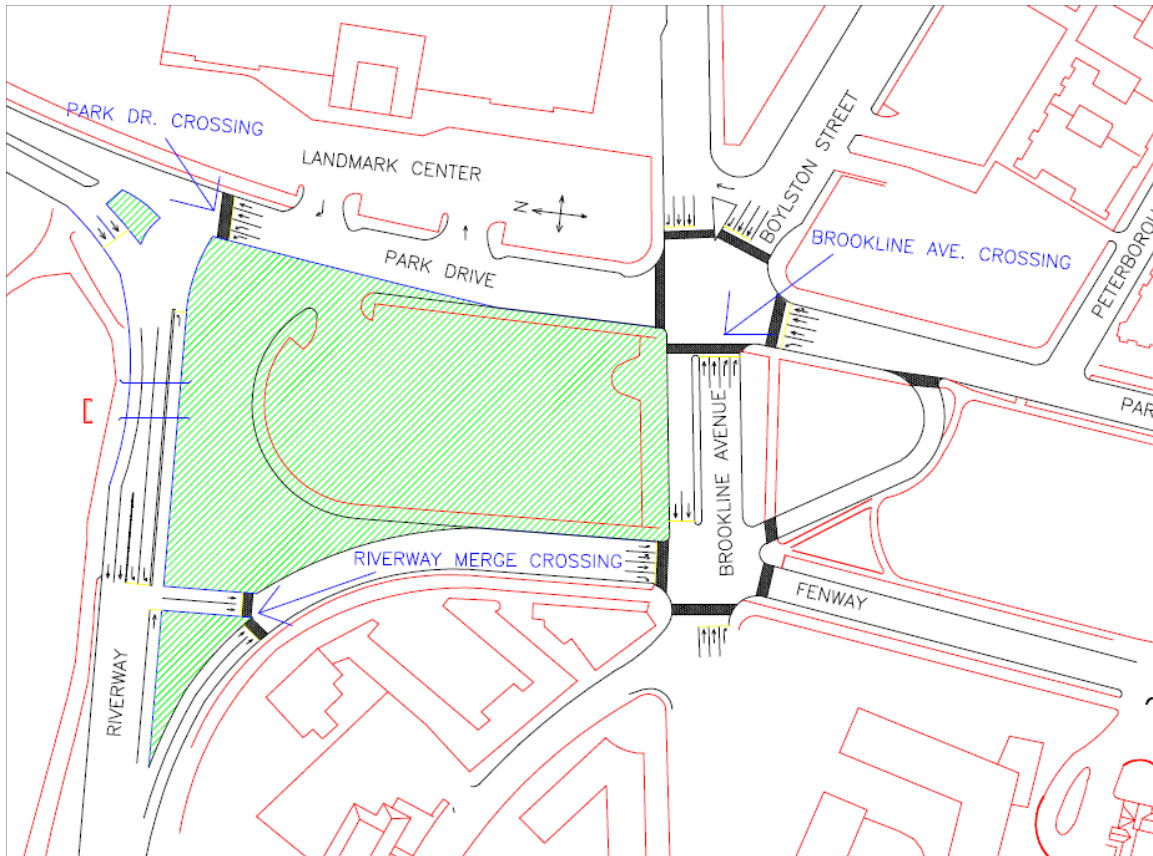 PARK DR. CROSSING
LANDMARK CENTER
N
BOYLSTON STREET
BROOKLINE AVE. CROSSING
PETERBOROU
PARK DRIVE
PAR
BROOKLINE AVENUE
RIVERWAY MERGE CROSSING
FENWAY
RIVERWAY